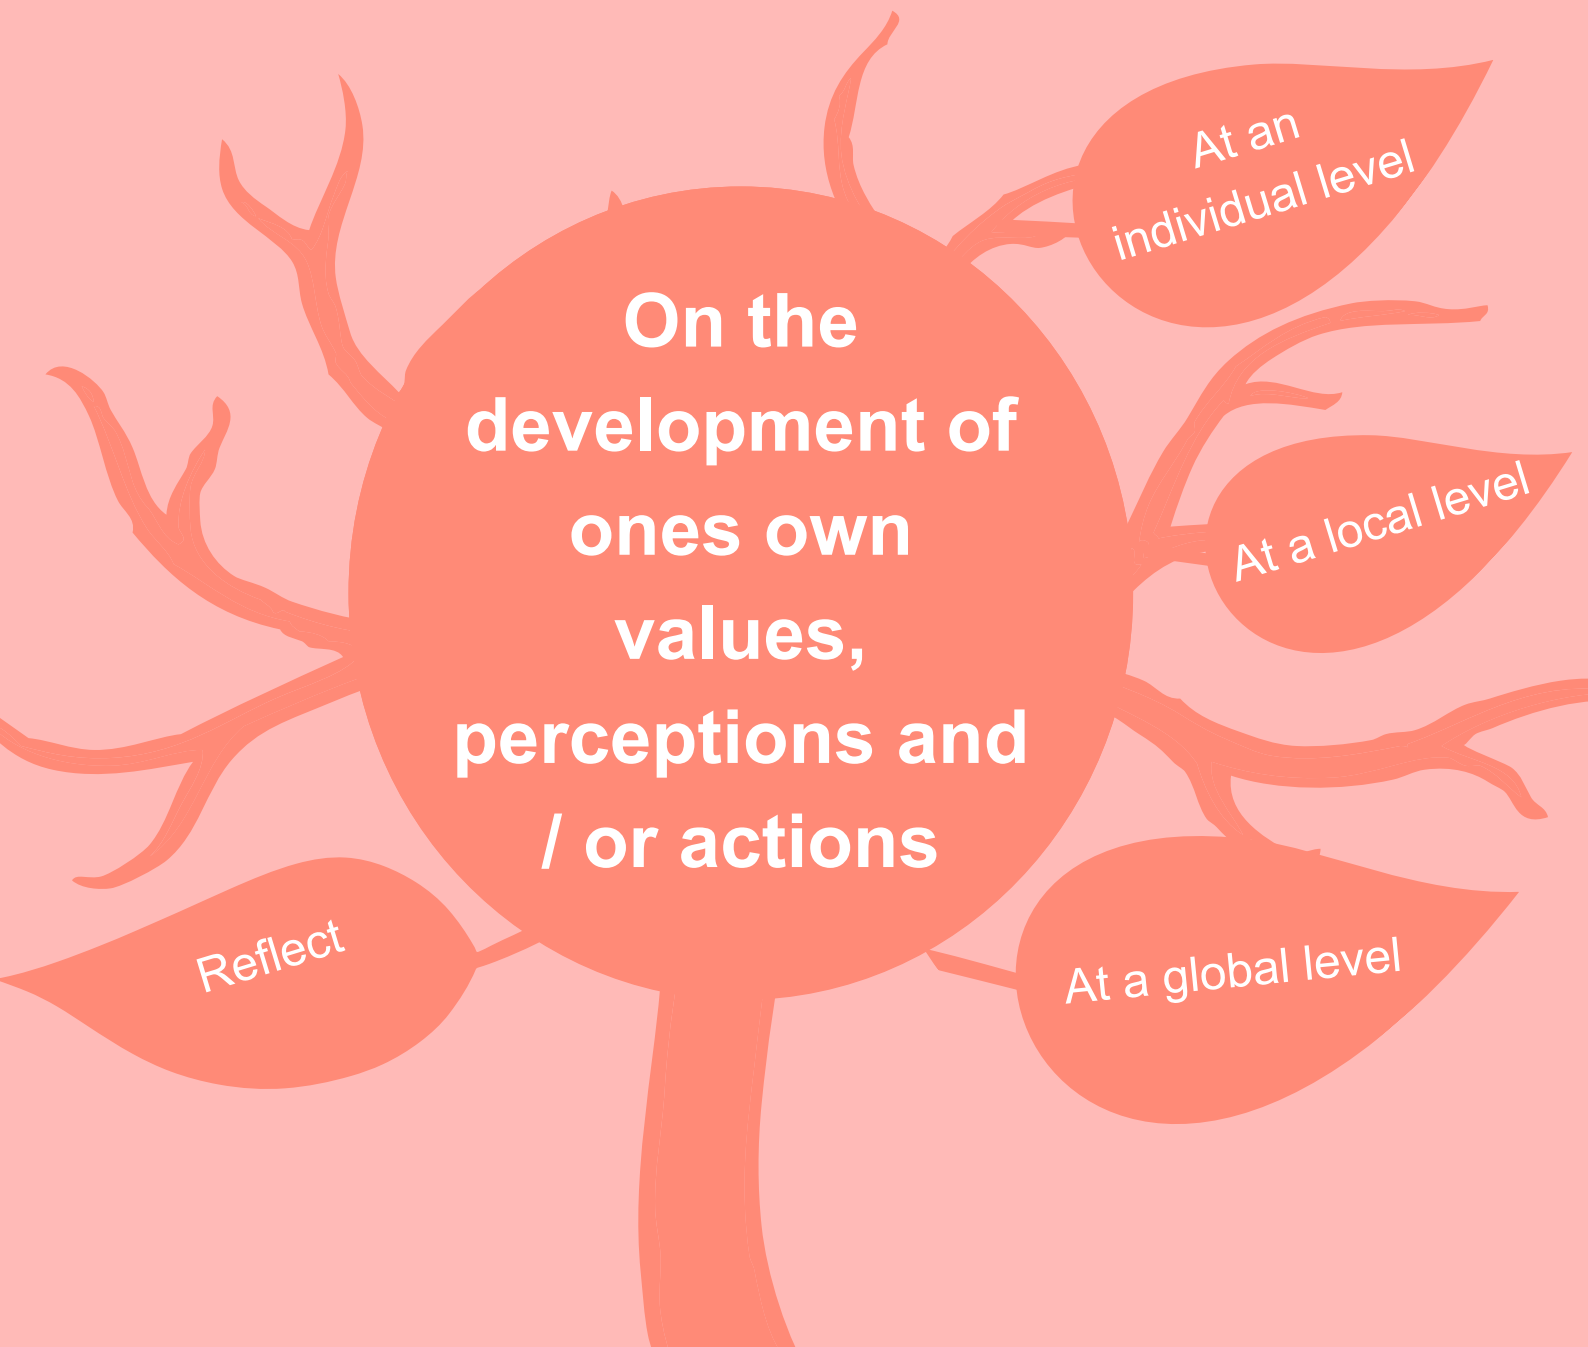 At an
individual level
On the
development of
ones own
values,
perceptions and
/ or actions
At a local level
Reflect
At a global level